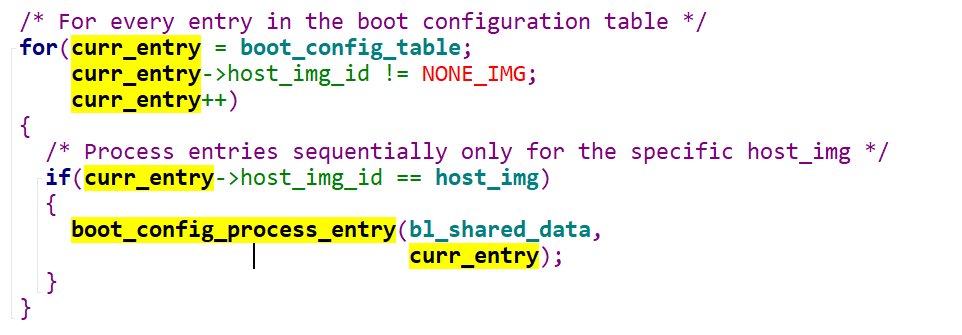 /* For every entry in the boot configuration table */
for(curr_entry = boot_config_table;
    curr_entry->host_img_id != NONE_IMG;
    curr_entry++)
{
  /* Process entries sequentially only for the specific host_img */
  if(curr_entry->host_img_id == host_img)
  {
    boot_config_process_entry(bl_shared_data,
                              curr_entry);
  }
}